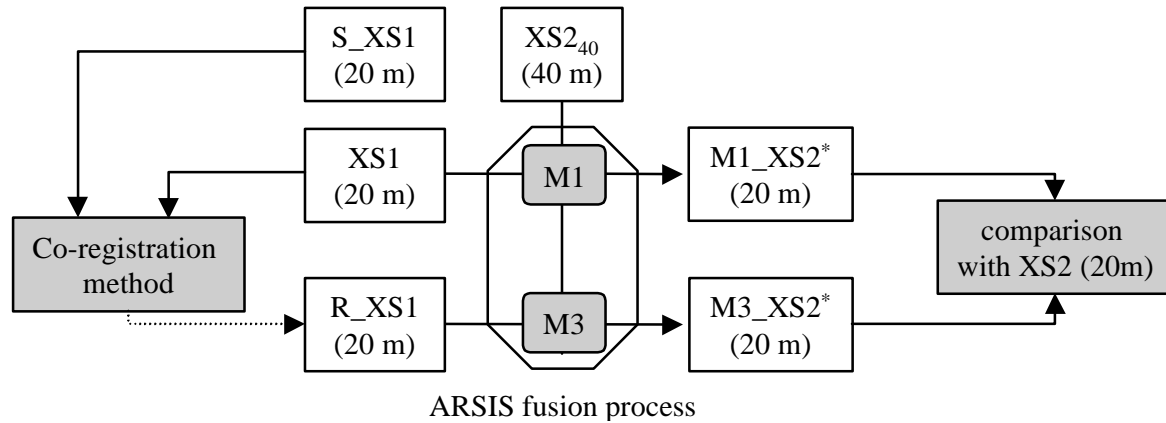 S_XS1
(20 m)
XS2₄₀
(40 m)
XS1
(20 m)
M1
M1_XS2*
(20 m)
Co-registration
method
comparison
with XS2 (20m)
R_XS1
(20 m)
M3
M3_XS2*
(20 m)
ARSIS fusion process